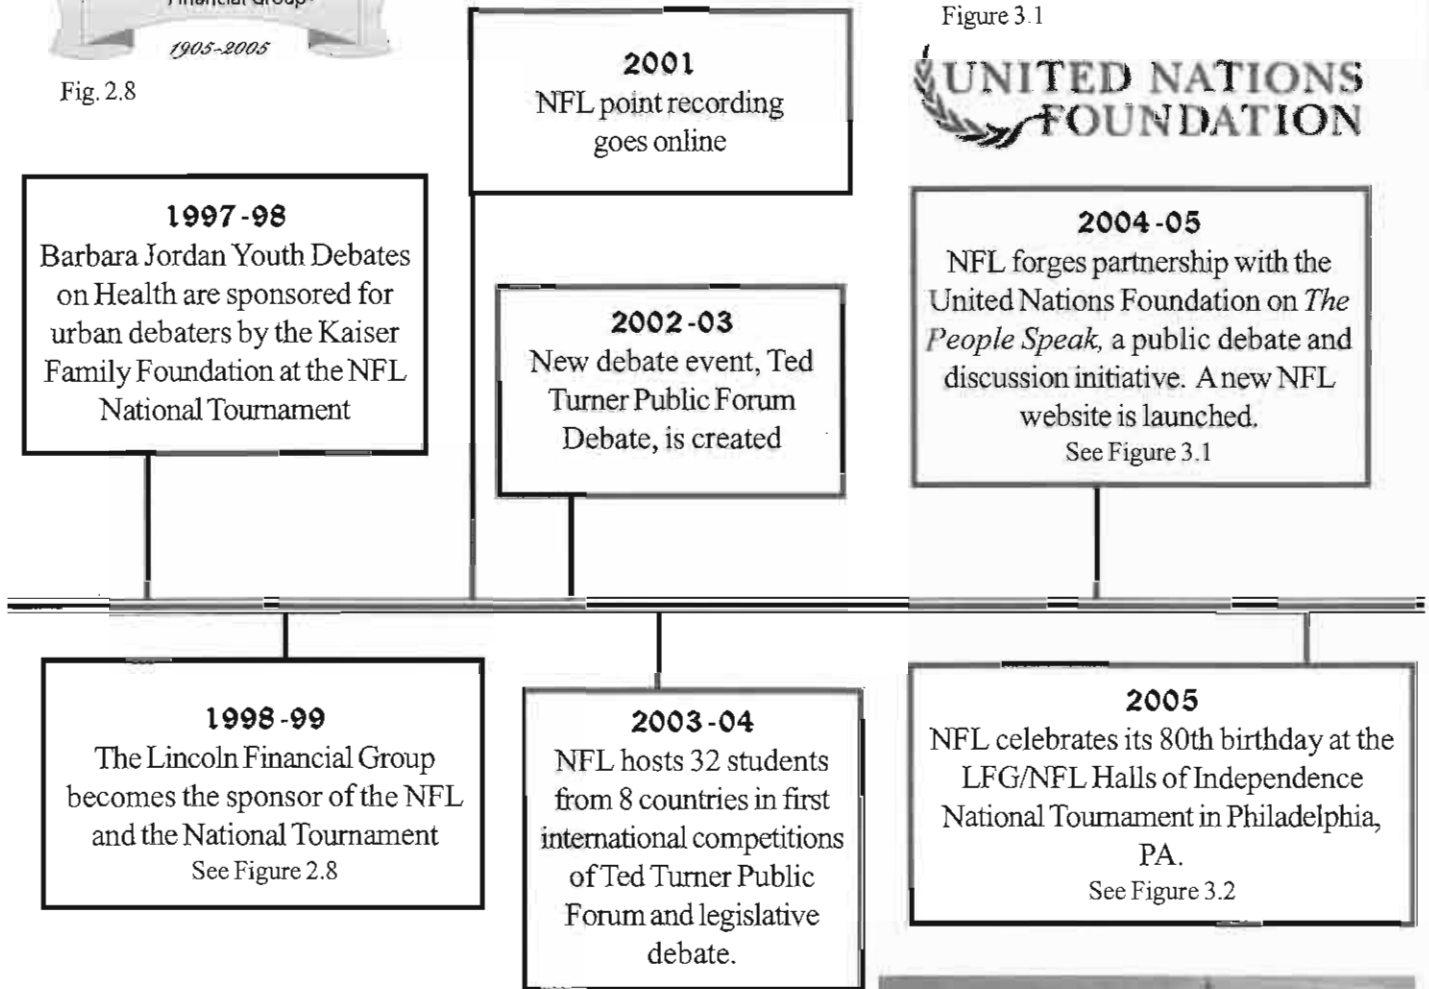 Financial Group
1905-2005
Fig. 2.8
2001
NFL point recording
goes online
Figure 3.1
UNITED NATIONS
FOUNDATION
1997-98
Barbara Jordan Youth Debates
on Health are sponsored for
urban debaters by the Kaiser
Family Foundation at the NFL
National Tournament
2002-03
New debate event, Ted
Turner Public Forum
Debate, is created
2004-05
NFL forges partnership with the
United Nations Foundation on The
People Speak, a public debate and
discussion initiative. A new NFL
website is launched.
See Figure 3.1
1998-99
The Lincoln Financial Group
becomes the sponsor of the NFL
and the National Tournament
See Figure 2.8
2003-04
NFL hosts 32 students
from 8 countries in first
international competitions
of Ted Turner Public
Forum and legislative
debate.
2005
NFL celebrates its 80th birthday at the
LFG/NFL Halls of Independence
National Tournament in Philadelphia,
PA.
See Figure 3.2